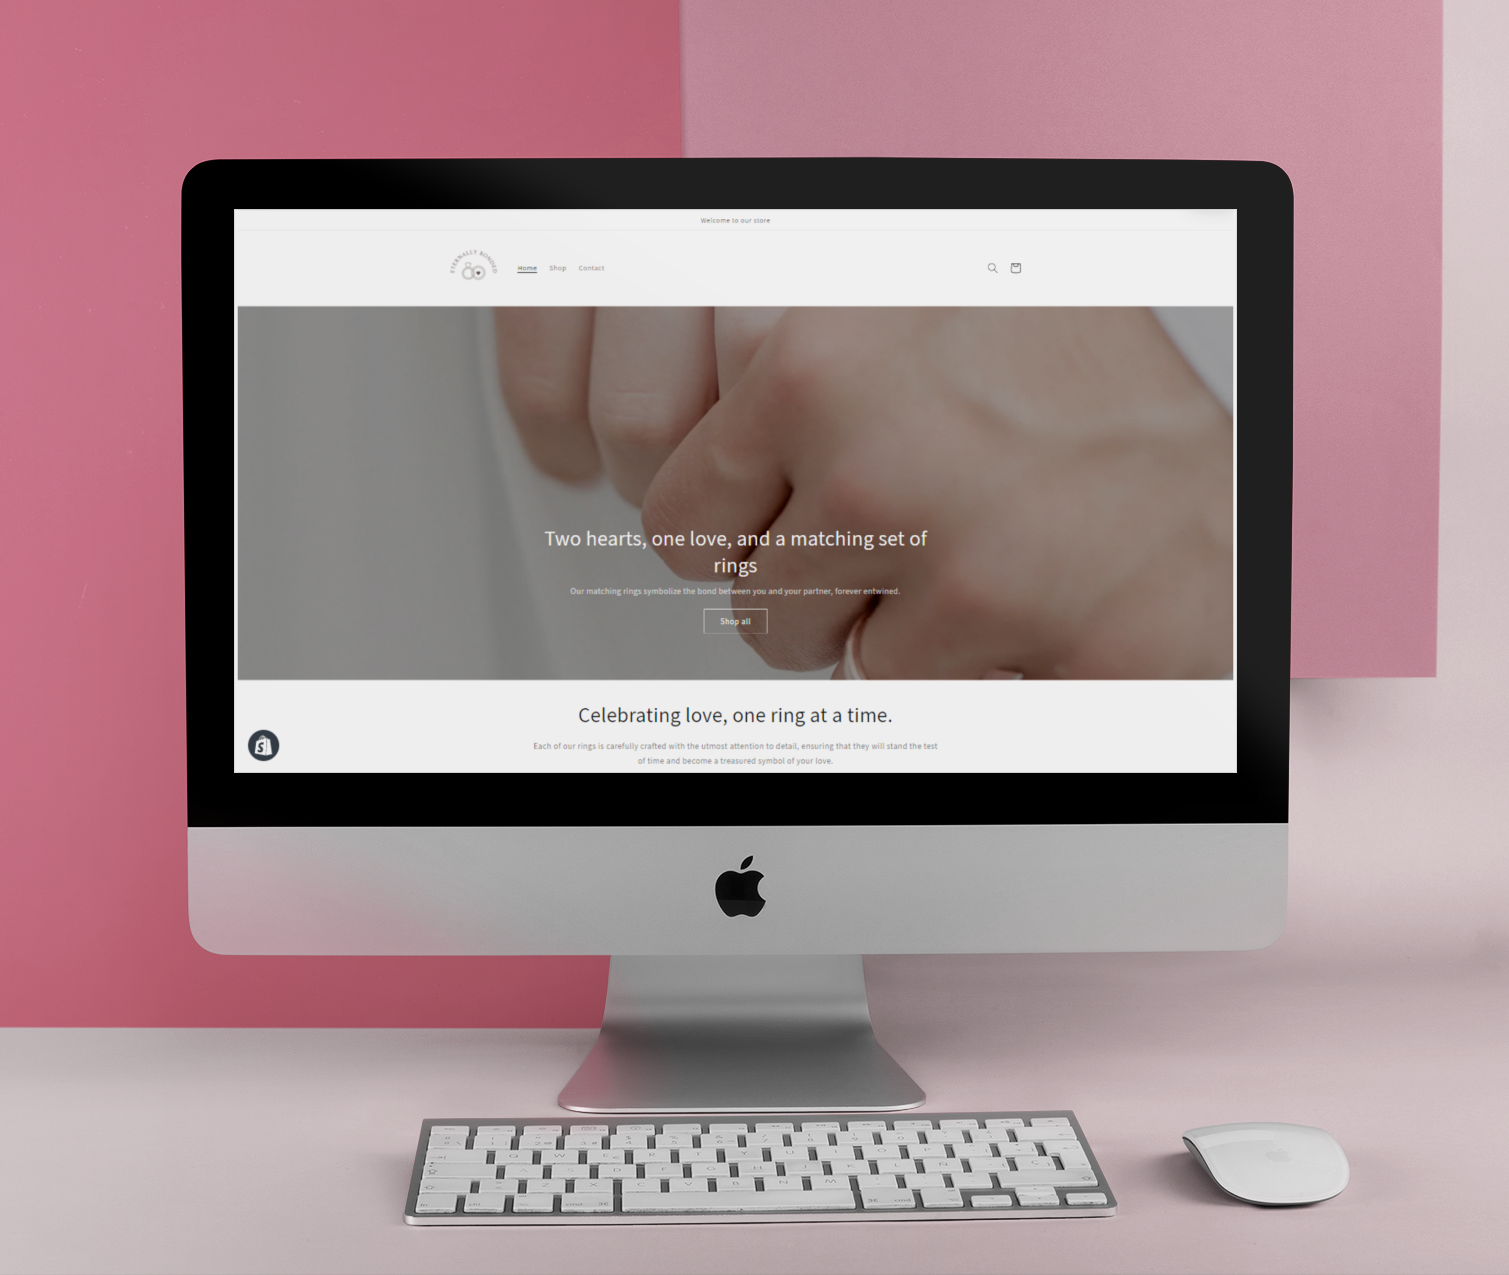 Welcome to our store
ETERNALLY BONDED
Home Shop Contact
Two hearts, one love, and a matching set of
rings
Our matching rings symbolize the bond between you and your partner, forever entwined.
Shop all
Celebrating love, one ring at a time.
Each of our rings is carefully crafted with the utmost attention to detail, ensuring that they will stand the test
of time and become a treasured symbol of your love.